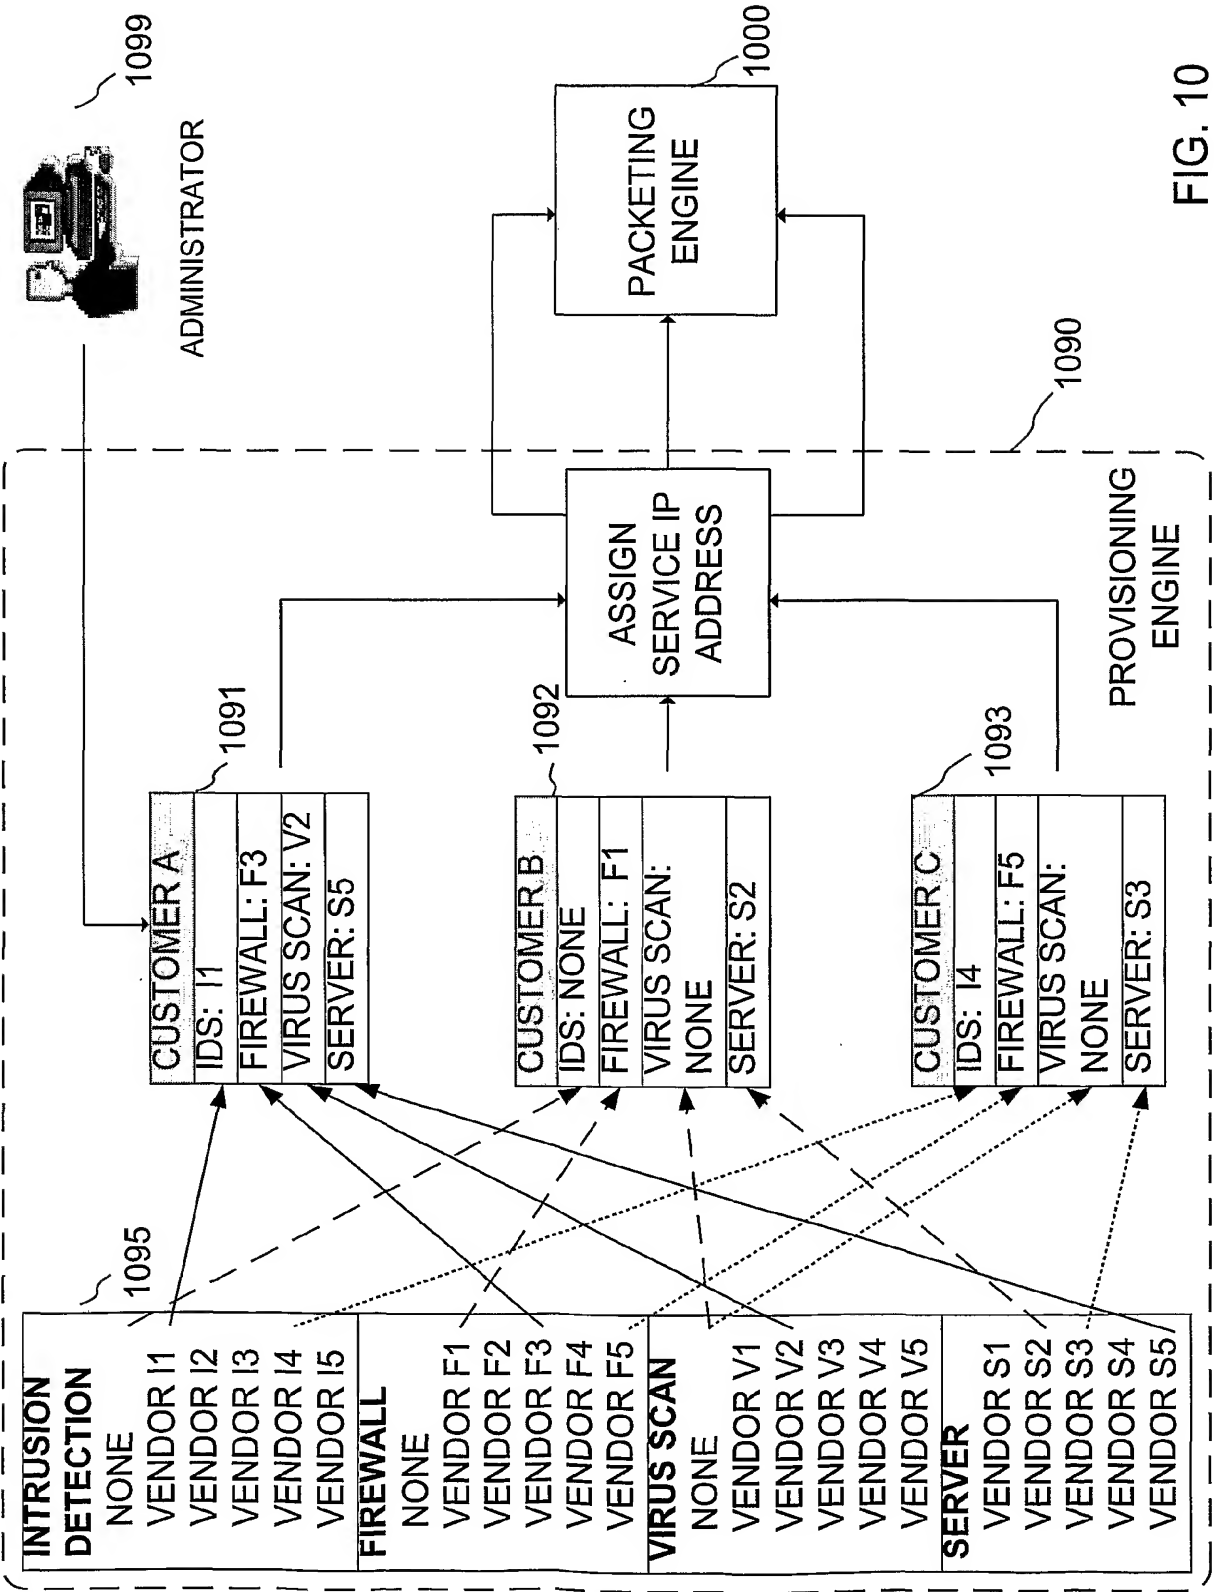 INTRUSION
DETECTION
NONE
VENDOR I1
VENDOR I2
VENDOR I3
VENDOR I4
VENDOR I5
FIREWALL
NONE
VENDOR F1
VENDOR F2
VENDOR F3
VENDOR F4
VENDOR F5
VIRUS SCAN
NONE
VENDOR V1
VENDOR V2
VENDOR V3
VENDOR V4
VENDOR V5
SERVER
VENDOR S1
VENDOR S2
VENDOR S3
VENDOR S4
VENDOR S5
1095
CUSTOMER A
IDS: I1
FIREWALL: F3
VIRUS SCAN: V2
SERVER: S5
1091
CUSTOMER B
IDS: NONE
FIREWALL: F1
VIRUS SCAN:
NONE
SERVER: S2
1092
CUSTOMER C
IDS: I4
FIREWALL: F5
VIRUS SCAN:
NONE
SERVER: S3
1093
ASSIGN
SERVICE IP
ADDRESS
PROVISIONING
ENGINE
1090
ADMINISTRATOR
1099
PACKETING
ENGINE
1000
FIG. 10